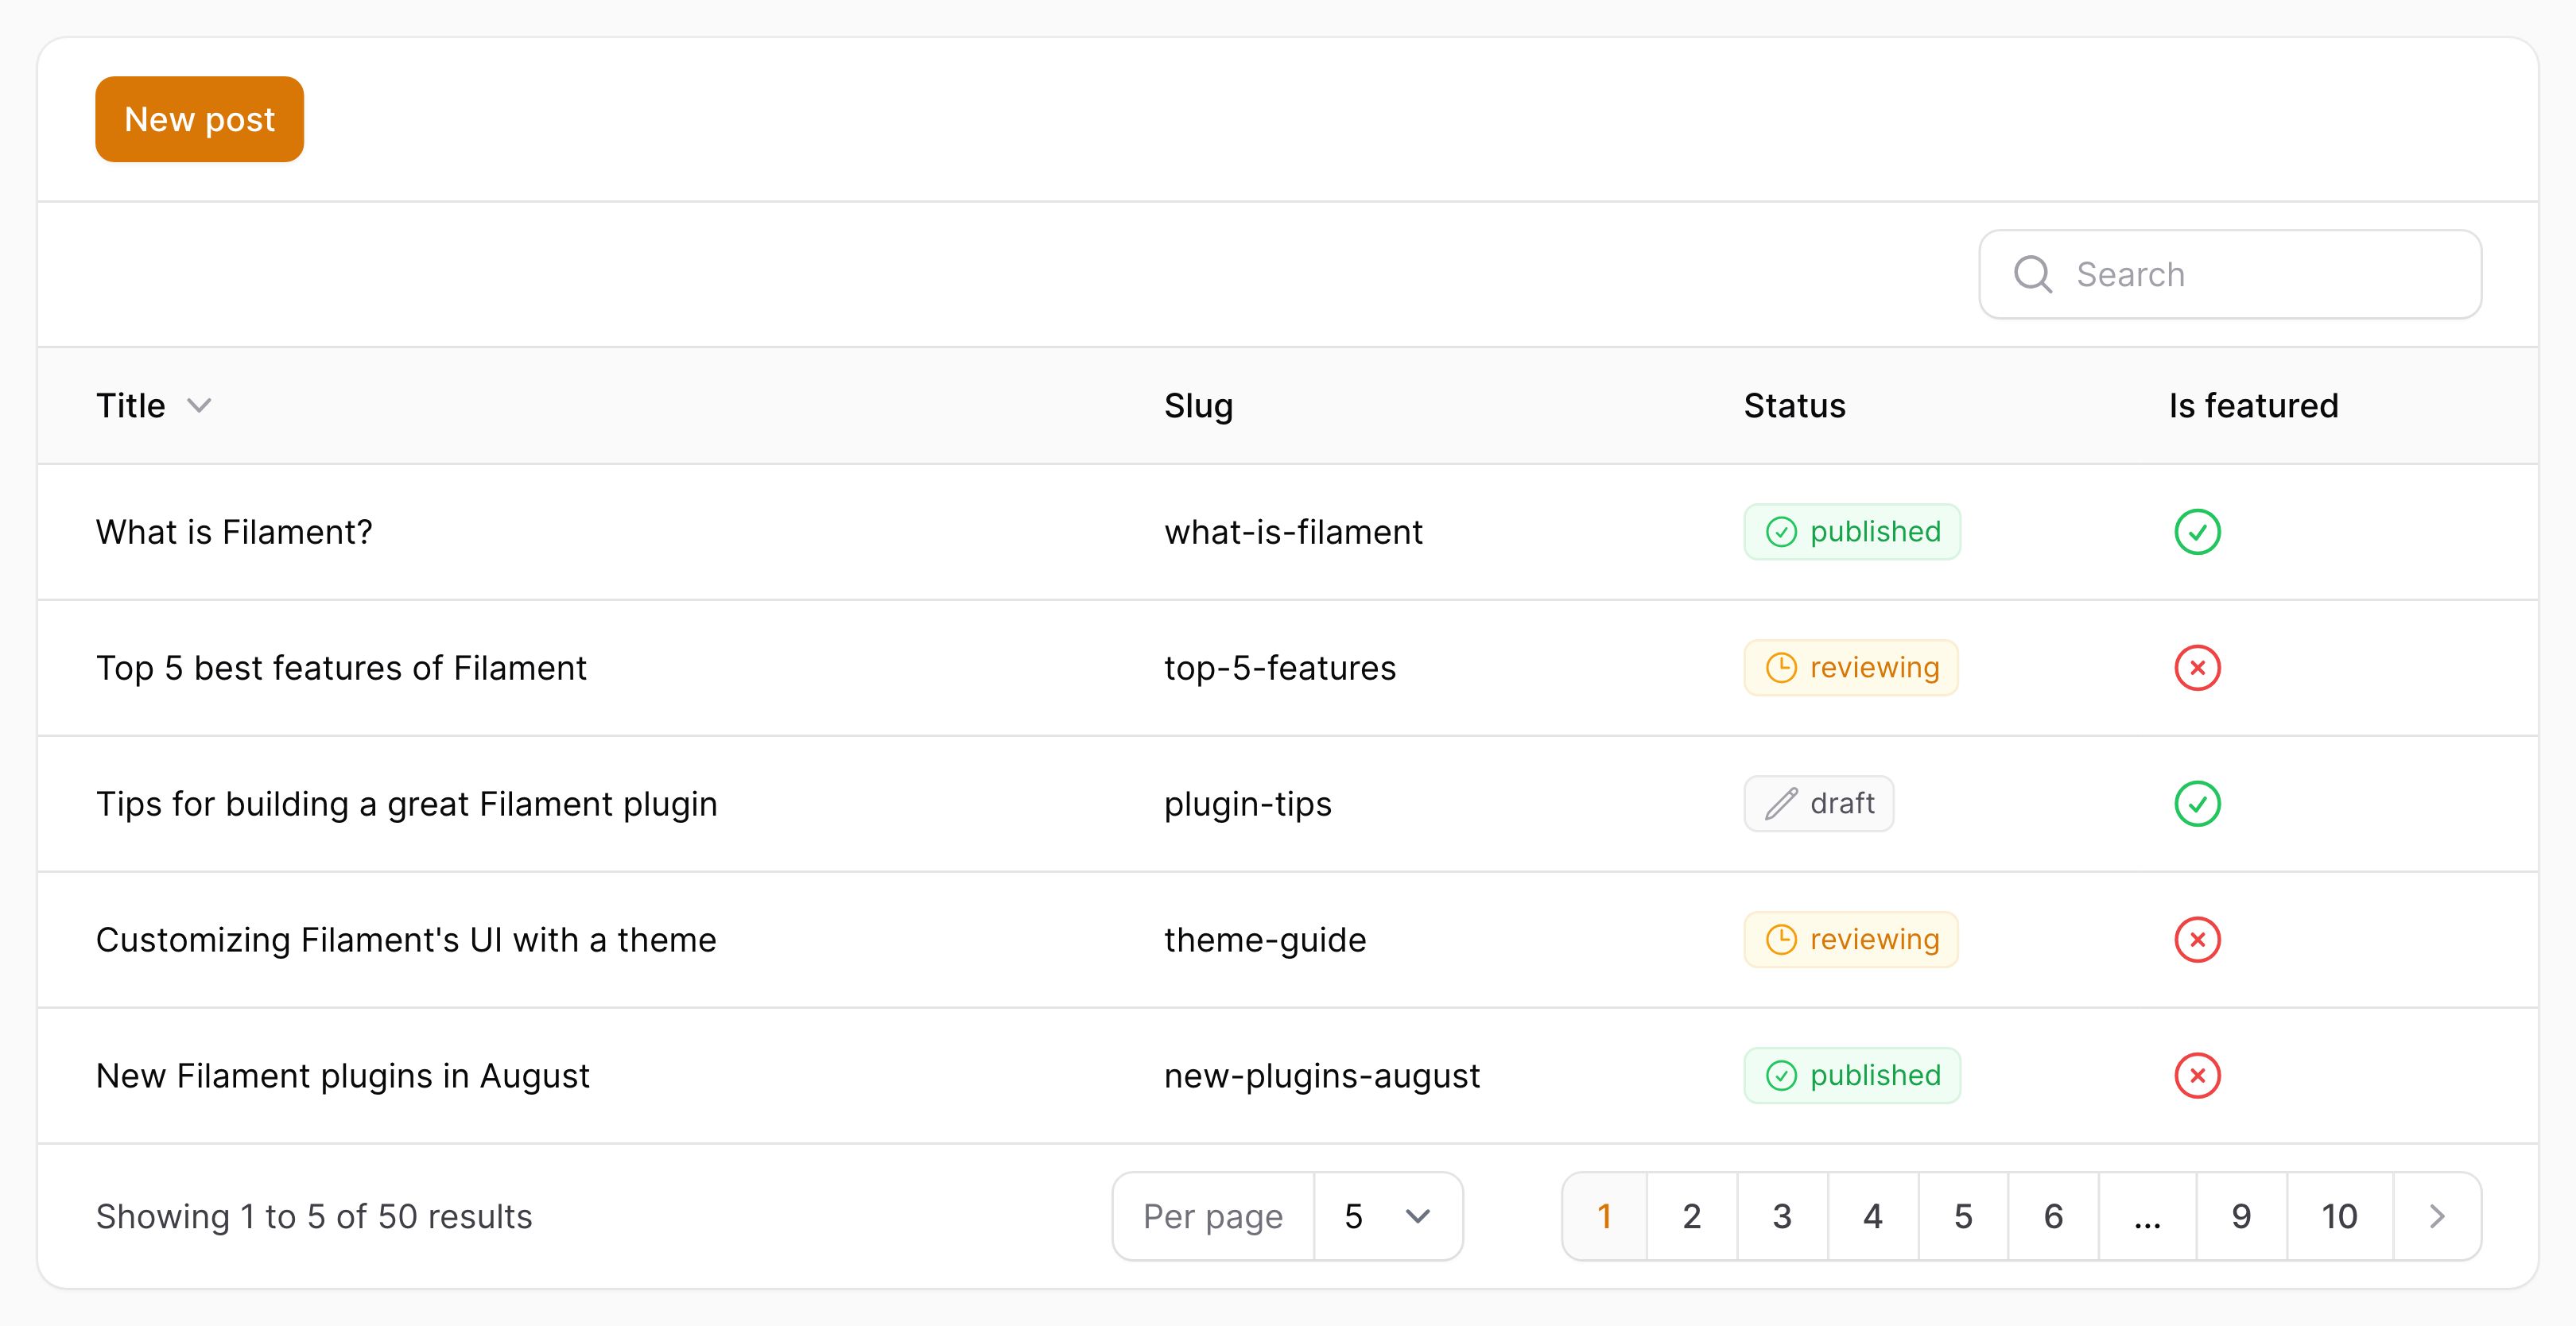 New post
Search
Title Slug Status Is featured
What is Filament? what-is-filament published
Top 5 best features of Filament top-5-features reviewing
Tips for building a great Filament plugin plugin-tips draft
Customizing Filament's UI with a theme theme-guide reviewing
New Filament plugins in August new-plugins-august published
Showing 1 to 5 of 50 results Per page 5 1 2 3 4 5 6 ... 9 10